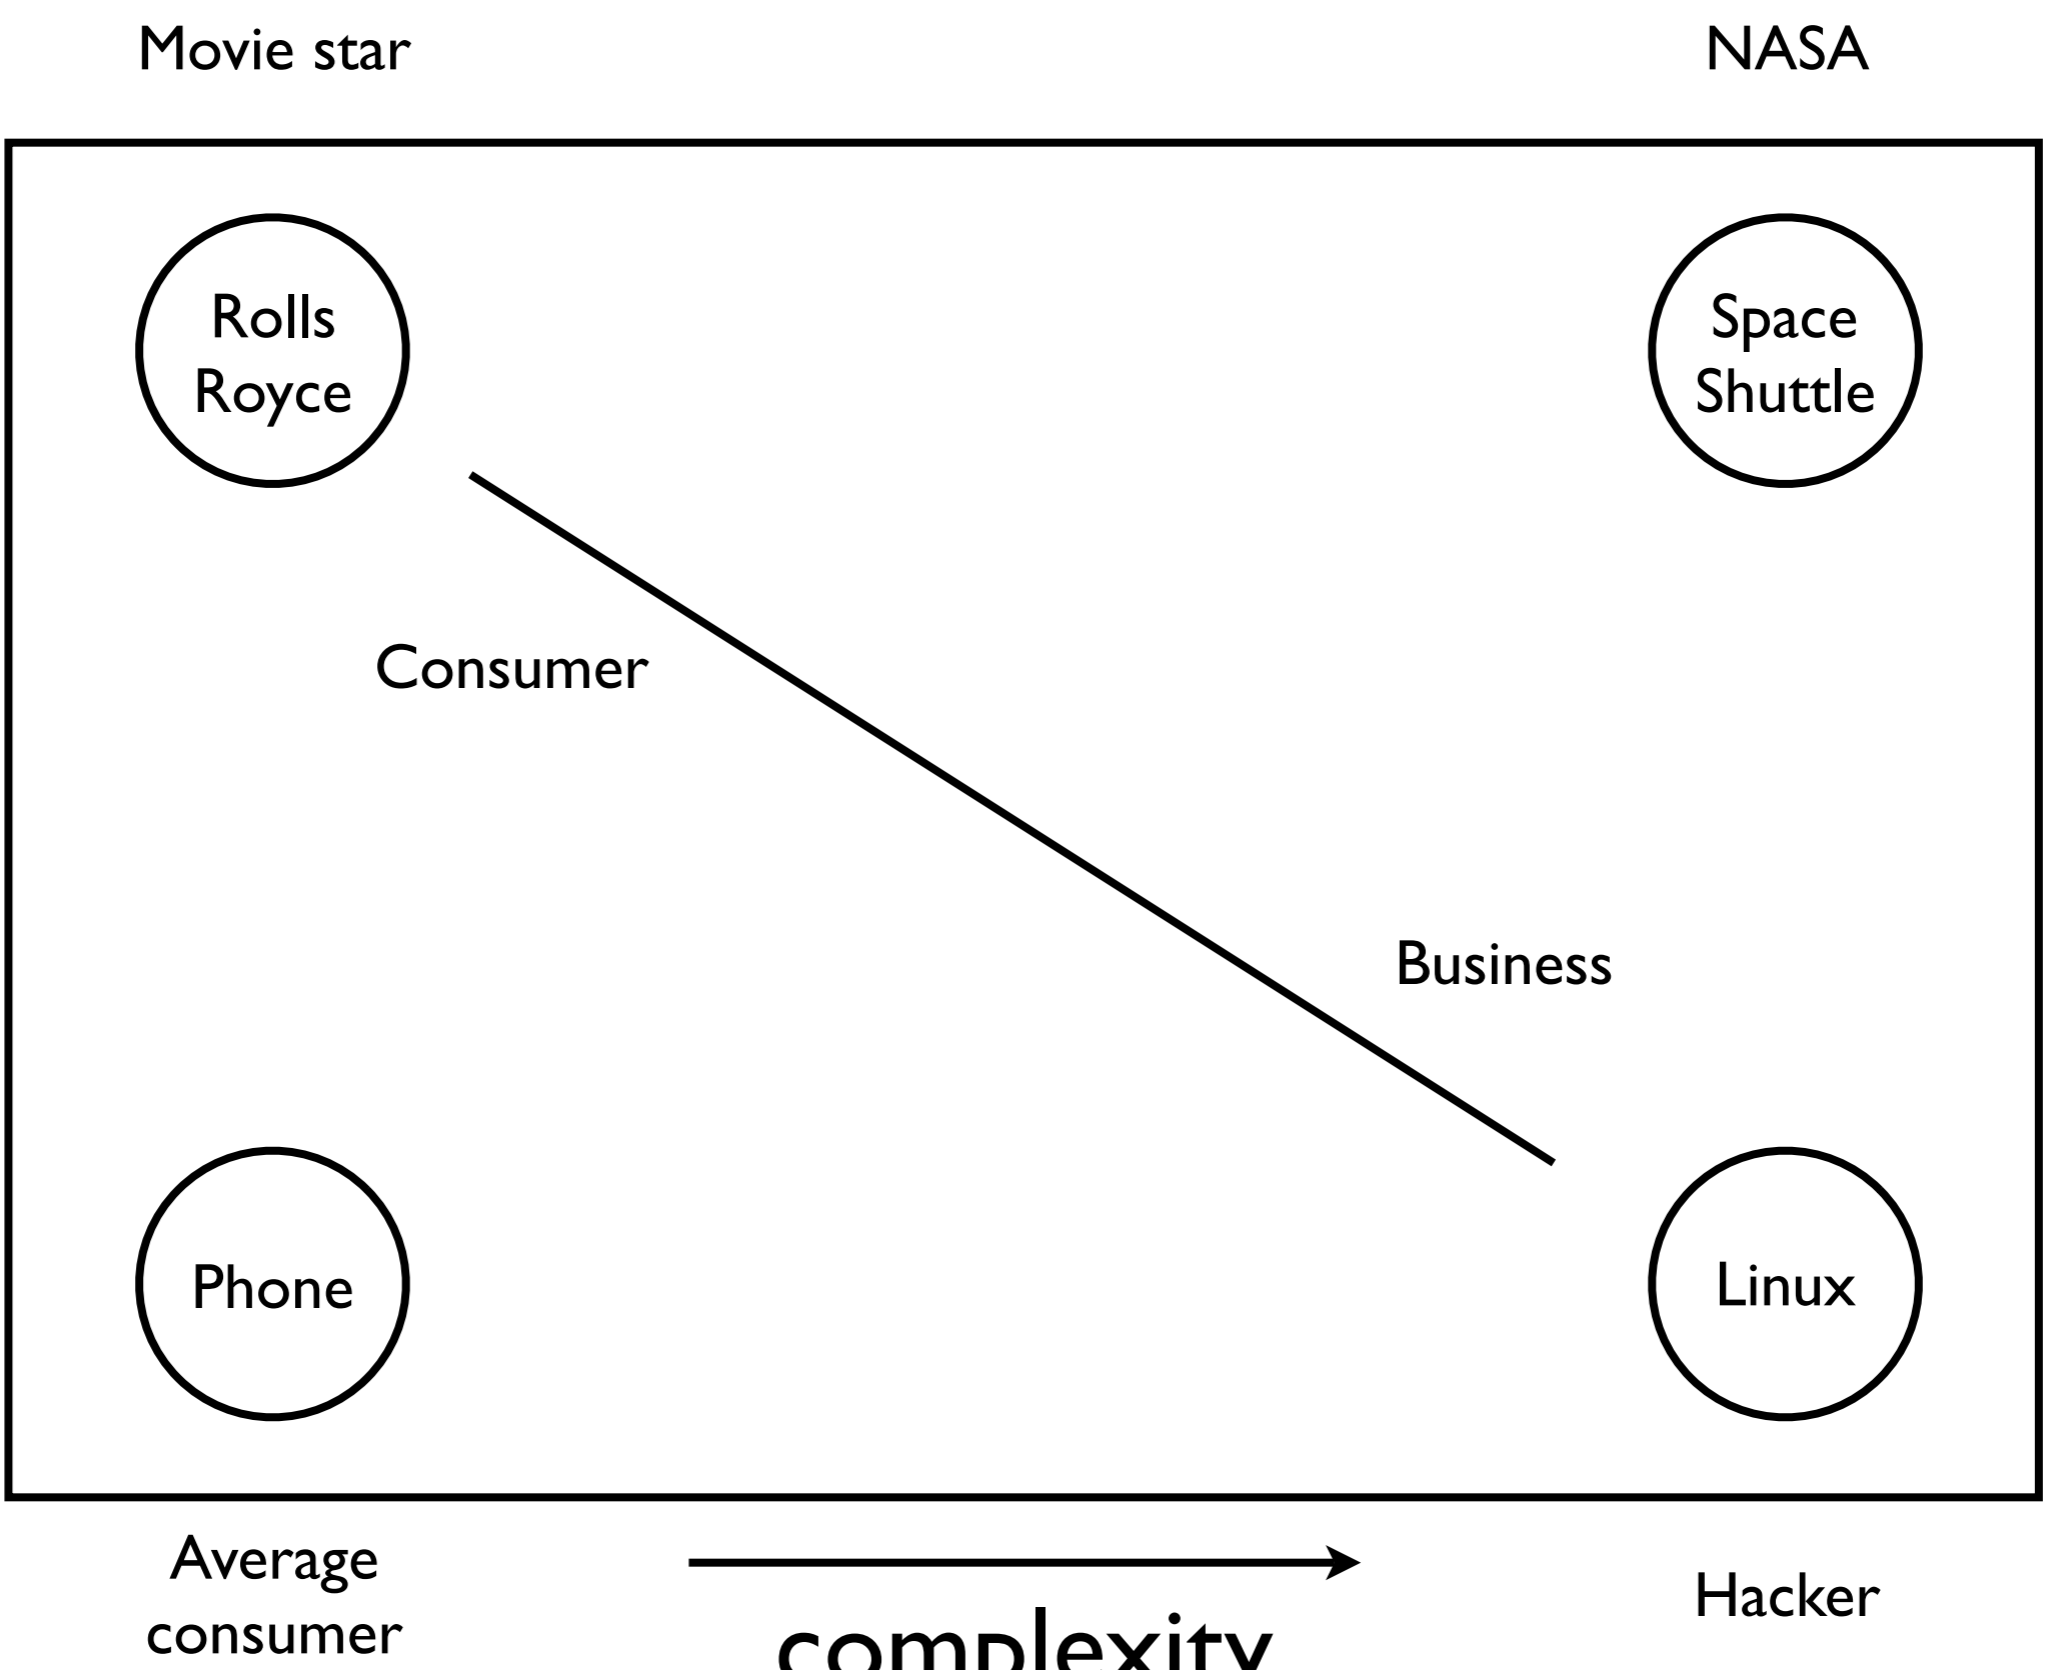 Movie star
NASA
Rolls
Royce
Space
Shuttle
Consumer
Business
Phone
Linux
Average
consumer
complexity
Hacker